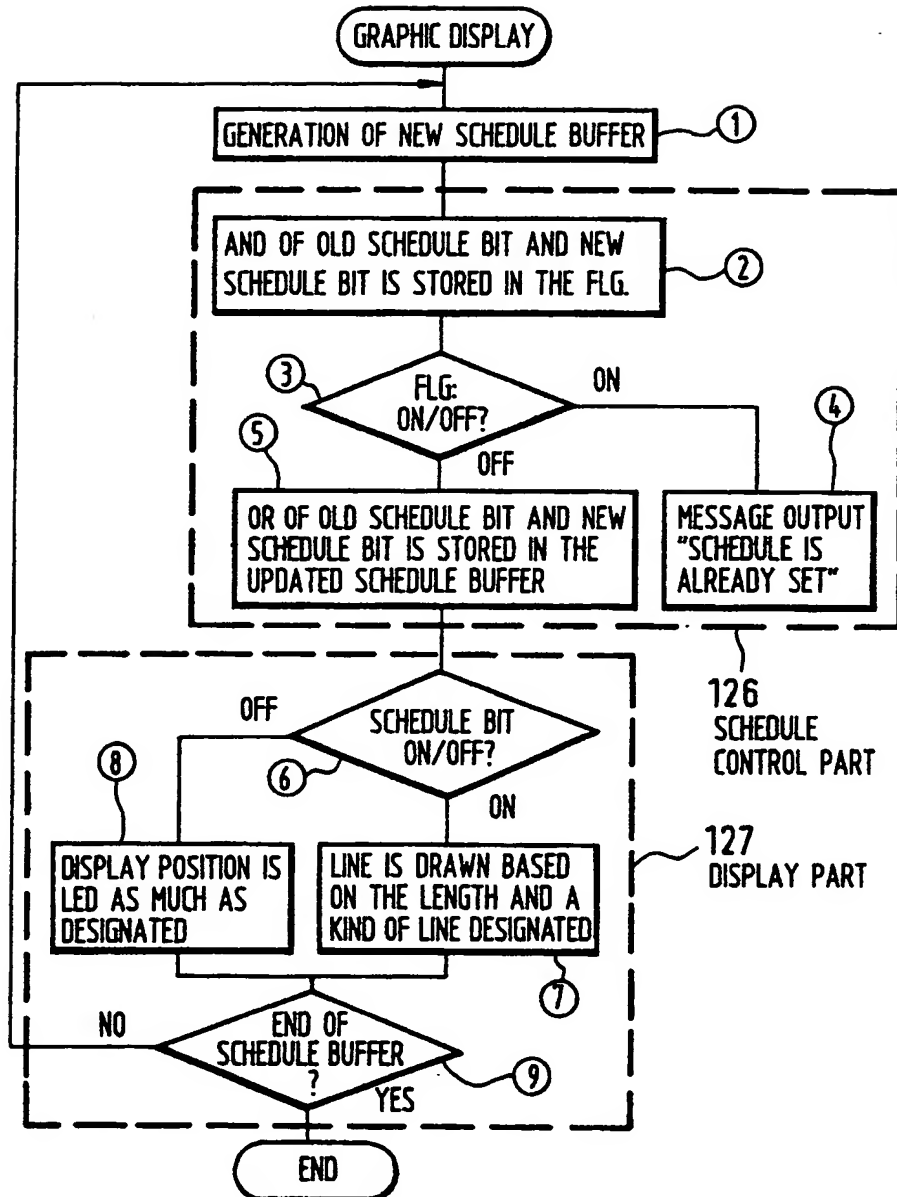 GRAPHIC DISPLAY
GENERATION OF NEW SCHEDULE BUFFER
1
AND OF OLD SCHEDULE BIT AND NEW
SCHEDULE BIT IS STORED IN THE FLG.
2
3
FLG:
ON/OFF?
ON
4
5
OFF
OR OF OLD SCHEDULE BIT AND NEW
SCHEDULE BIT IS STORED IN THE
UPDATED SCHEDULE BUFFER
MESSAGE OUTPUT
"SCHEDULE IS
ALREADY SET"
126
SCHEDULE
CONTROL PART
OFF
SCHEDULE BIT
ON/OFF?
6
8
ON
DISPLAY POSITION IS
LED AS MUCH AS
DESIGNATED
LINE IS DRAWN BASED
ON THE LENGTH AND A
KIND OF LINE DESIGNATED
7
127
DISPLAY PART
NO
END OF
SCHEDULE BUFFER
?
9
YES
END